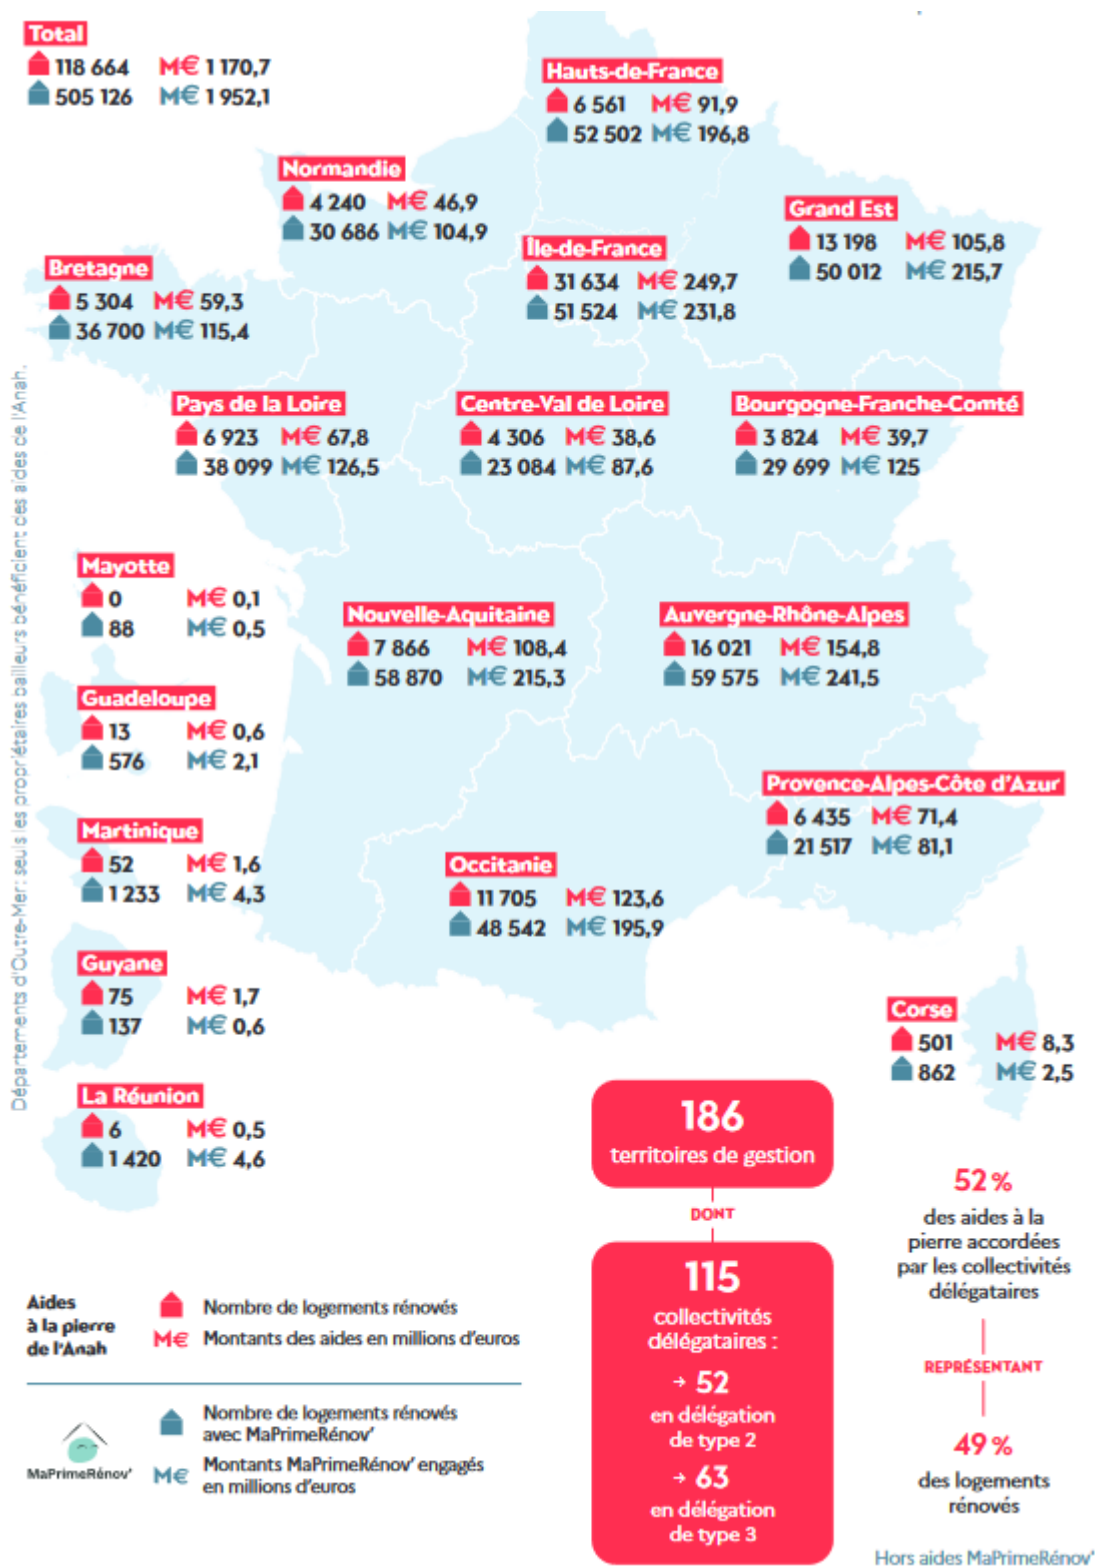 Total
118 664 M€ 1 170,7
505 126 M€ 1 952,1
Hauts-de-France
6 561 M€ 91,9
52 502 M€ 196,8
Normandie
4 240 M€ 46,9
30 686 M€ 104,9
Grand Est
13 198 M€ 105,8
50 012 M€ 215,7
Île-de-France
31 634 M€ 249,7
51 524 M€ 231,8
Bretagne
5 304 M€ 59,3
36 700 M€ 115,4
Pays de la Loire
6 923 M€ 67,8
38 099 M€ 126,5
Centre-Val de Loire
4 306 M€ 38,6
23 084 M€ 87,6
Bourgogne-Franche-Comté
3 824 M€ 39,7
29 699 M€ 125
Mayotte
0 M€ 0,1
88 M€ 0,5
Nouvelle-Aquitaine
7 866 M€ 108,4
58 870 M€ 215,3
Auvergne-Rhône-Alpes
16 021 M€ 154,8
59 575 M€ 241,5
Guadeloupe
13 M€ 0,6
576 M€ 2,1
Provence-Alpes-Côte d'Azur
6 435 M€ 71,4
21 517 M€ 81,1
Martinique
52 M€ 1,6
1 233 M€ 4,3
Occitanie
11 705 M€ 123,6
48 542 M€ 195,9
Guyane
75 M€ 1,7
137 M€ 0,6
Corse
501 M€ 8,3
862 M€ 2,5
La Réunion
6 M€ 0,5
1 420 M€ 4,6
Départements d'Outre-Mer : seuls les propriétaires bailleurs bénéficient des aides de l'Anah.
186
territoires de gestion
DONT
115
collectivités
délégataires :
→ 52
en délégation
de type 2
→ 63
en délégation
de type 3
52 %
des aides à la
pierre accordées
par les collectivités
délégataires
REPRÉSENTANT
49 %
des logements
rénovés
Hors aides MaPrimeRénov'
Aides
à la pierre
de l'Anah
Nombre de logements rénovés
M€ Montants des aides en millions d'euros
MaPrimeRénov'
Nombre de logements rénovés
avec MaPrimeRénov'
M€ Montants MaPrimeRénov' engagés
en millions d'euros